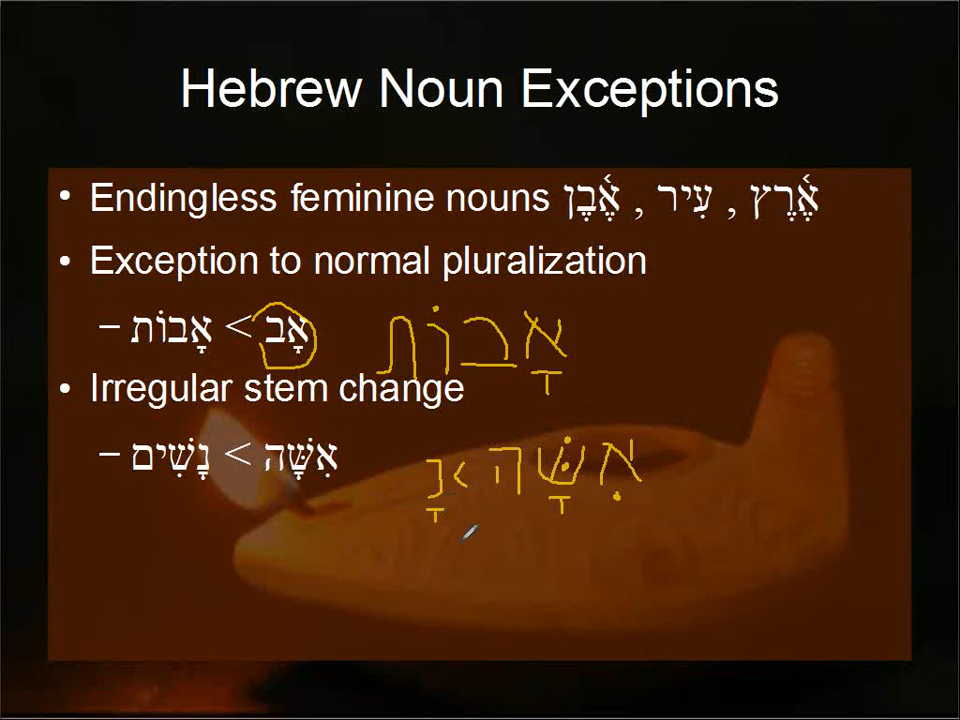 Hebrew Noun Exceptions
• Endingless feminine nouns אֶ֫רֶץ , עִיר , אֶ֫בֶן
• Exception to normal pluralization
– אָב > אָבוֹת
אָבוֹת
• Irregular stem change
– אִשָּׁה > נָשִׁים
אִשָּׁה > נָ